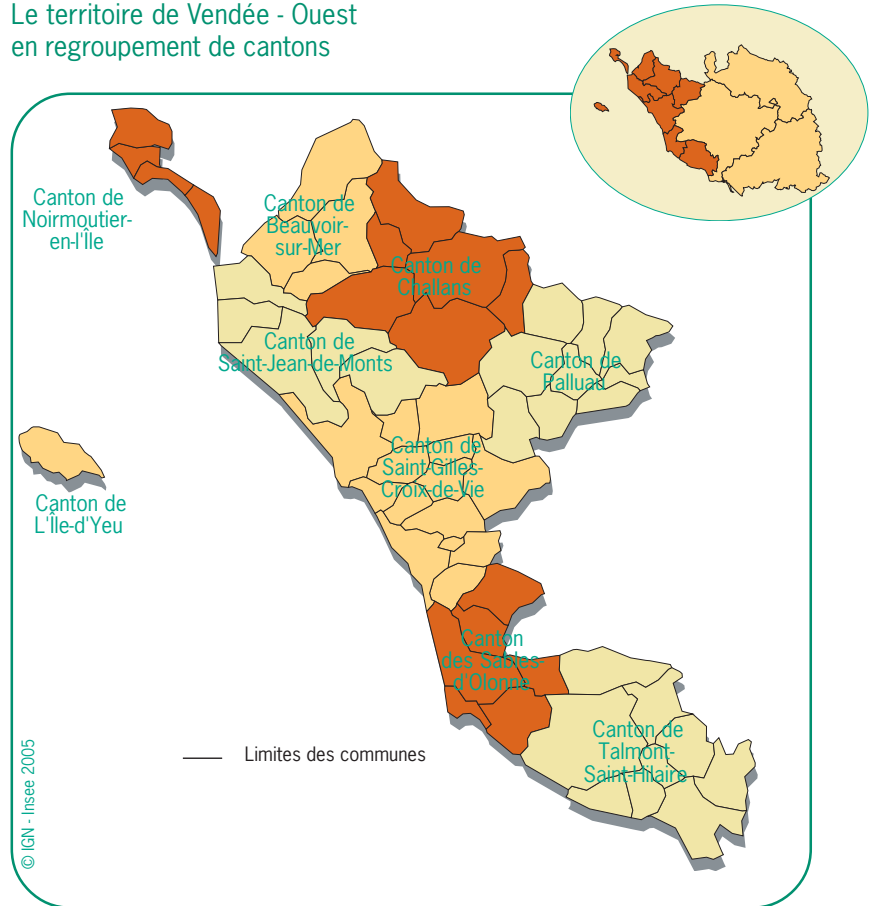 Le territoire de Vendée - Ouest
en regroupement de cantons
Canton de
Noirmoutier-
en-l'Île
Canton de
Beauvoir-
sur-Mer
Canton de
Challans
Canton de
Saint-Jean-de-Monts
Canton de
Palluau
Canton de
Saint-Gilles-
Croix-de-Vie
Canton de
L'Île-d'Yeu
Canton
des Sables-
d'Olonne
Canton de
Talmont-
Saint-Hilaire
Limites des communes
© IGN - Insee 2005